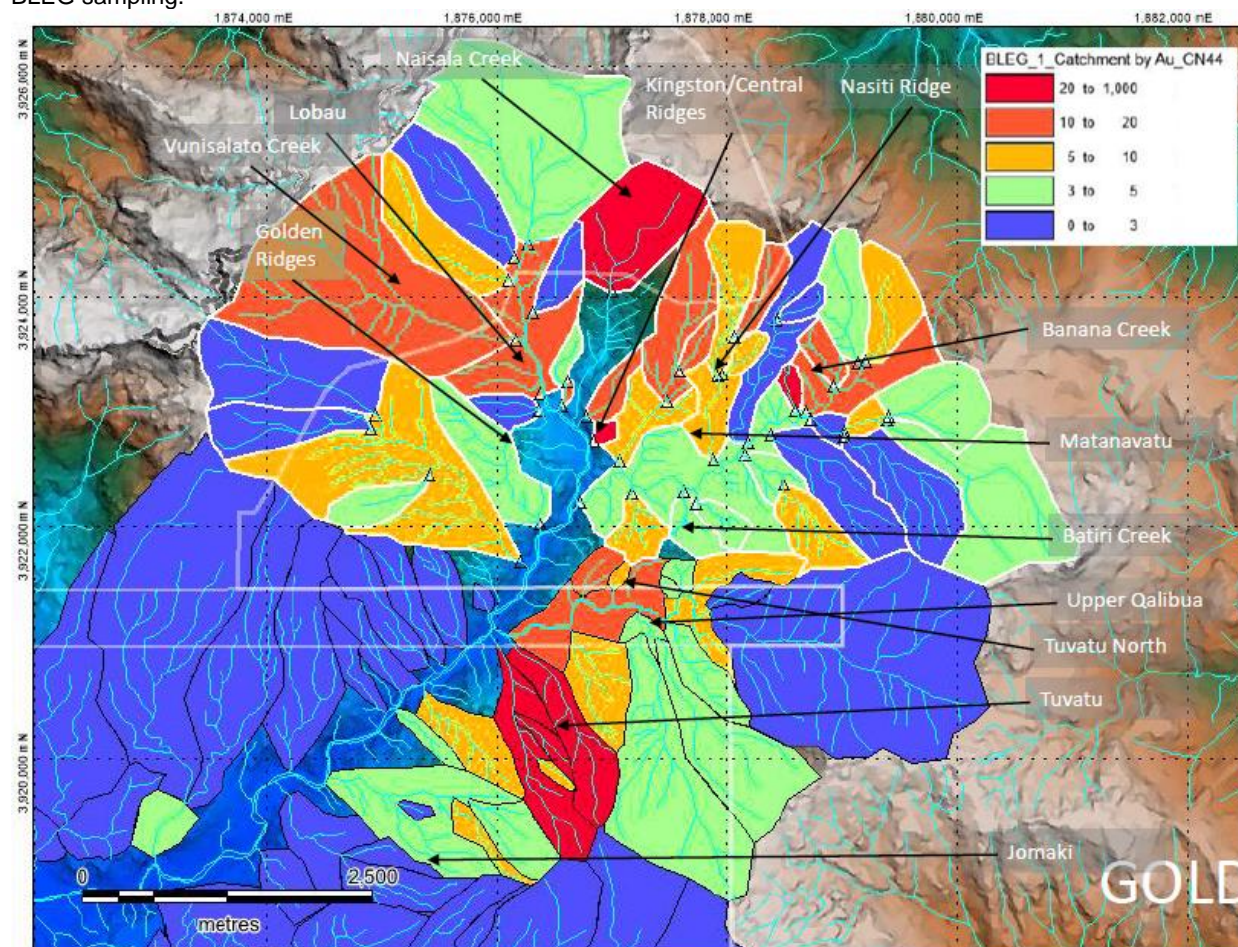 BLEG sampling.
1,874,000 mE
1,876,000 mE
1,878,000 mE
1,880,000 mE
1,882,000 mE
3,926,000 m N
3,924,000 m N
3,922,000 m N
3,920,000 m N
BLEG_1_Catchment by Au_CN44
20 to 1,000
10 to 20
5 to 10
3 to 5
0 to 3
Naisala Creek
Kingston/Central
Ridges
Nasiti Ridge
Lobau
Vunisalato Creek
Golden
Ridges
Banana Creek
Matanavatu
Batiri Creek
Upper Qalibua
Tuvatu North
Tuvatu
Jomaki
GOLD
0
2,500
metres